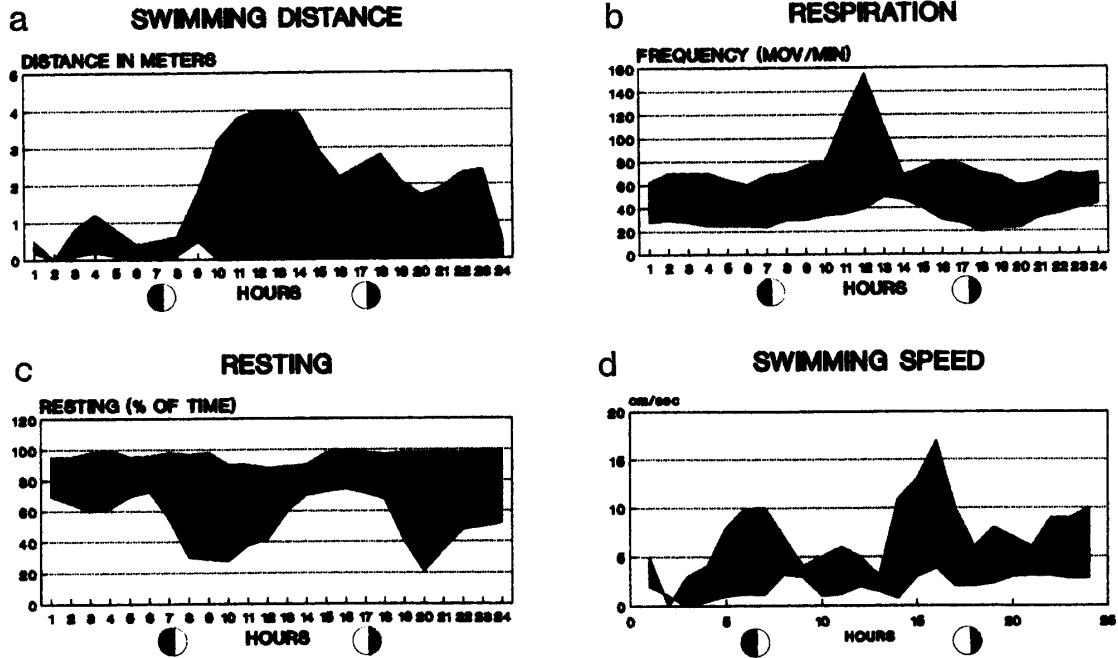 a
SWIMMING DISTANCE
DISTANCE IN METERS
6
4
3
2
1
0
1 2 3 4 5 6 7 8 9 10 11 12 13 14 15 16 17 18 19 20 21 22 23 24
HOURS
b
RESPIRATION
FREQUENCY (MOV/MIN)
160
140
100
80
60
40
20
0
1 2 3 4 5 6 7 8 9 10 11 12 13 14 15 16 17 18 19 20 21 22 23 24
HOURS
c
RESTING
RESTING (% OF TIME)
120
100
80
60
40
20
0
1 2 3 4 5 6 7 8 9 10 11 12 13 14 15 16 17 18 19 20 21 22 23 24
HOURS
d
SWIMMING SPEED
cm/sec
20
15
10
5
0
0 5 10 15 20 25
HOURS